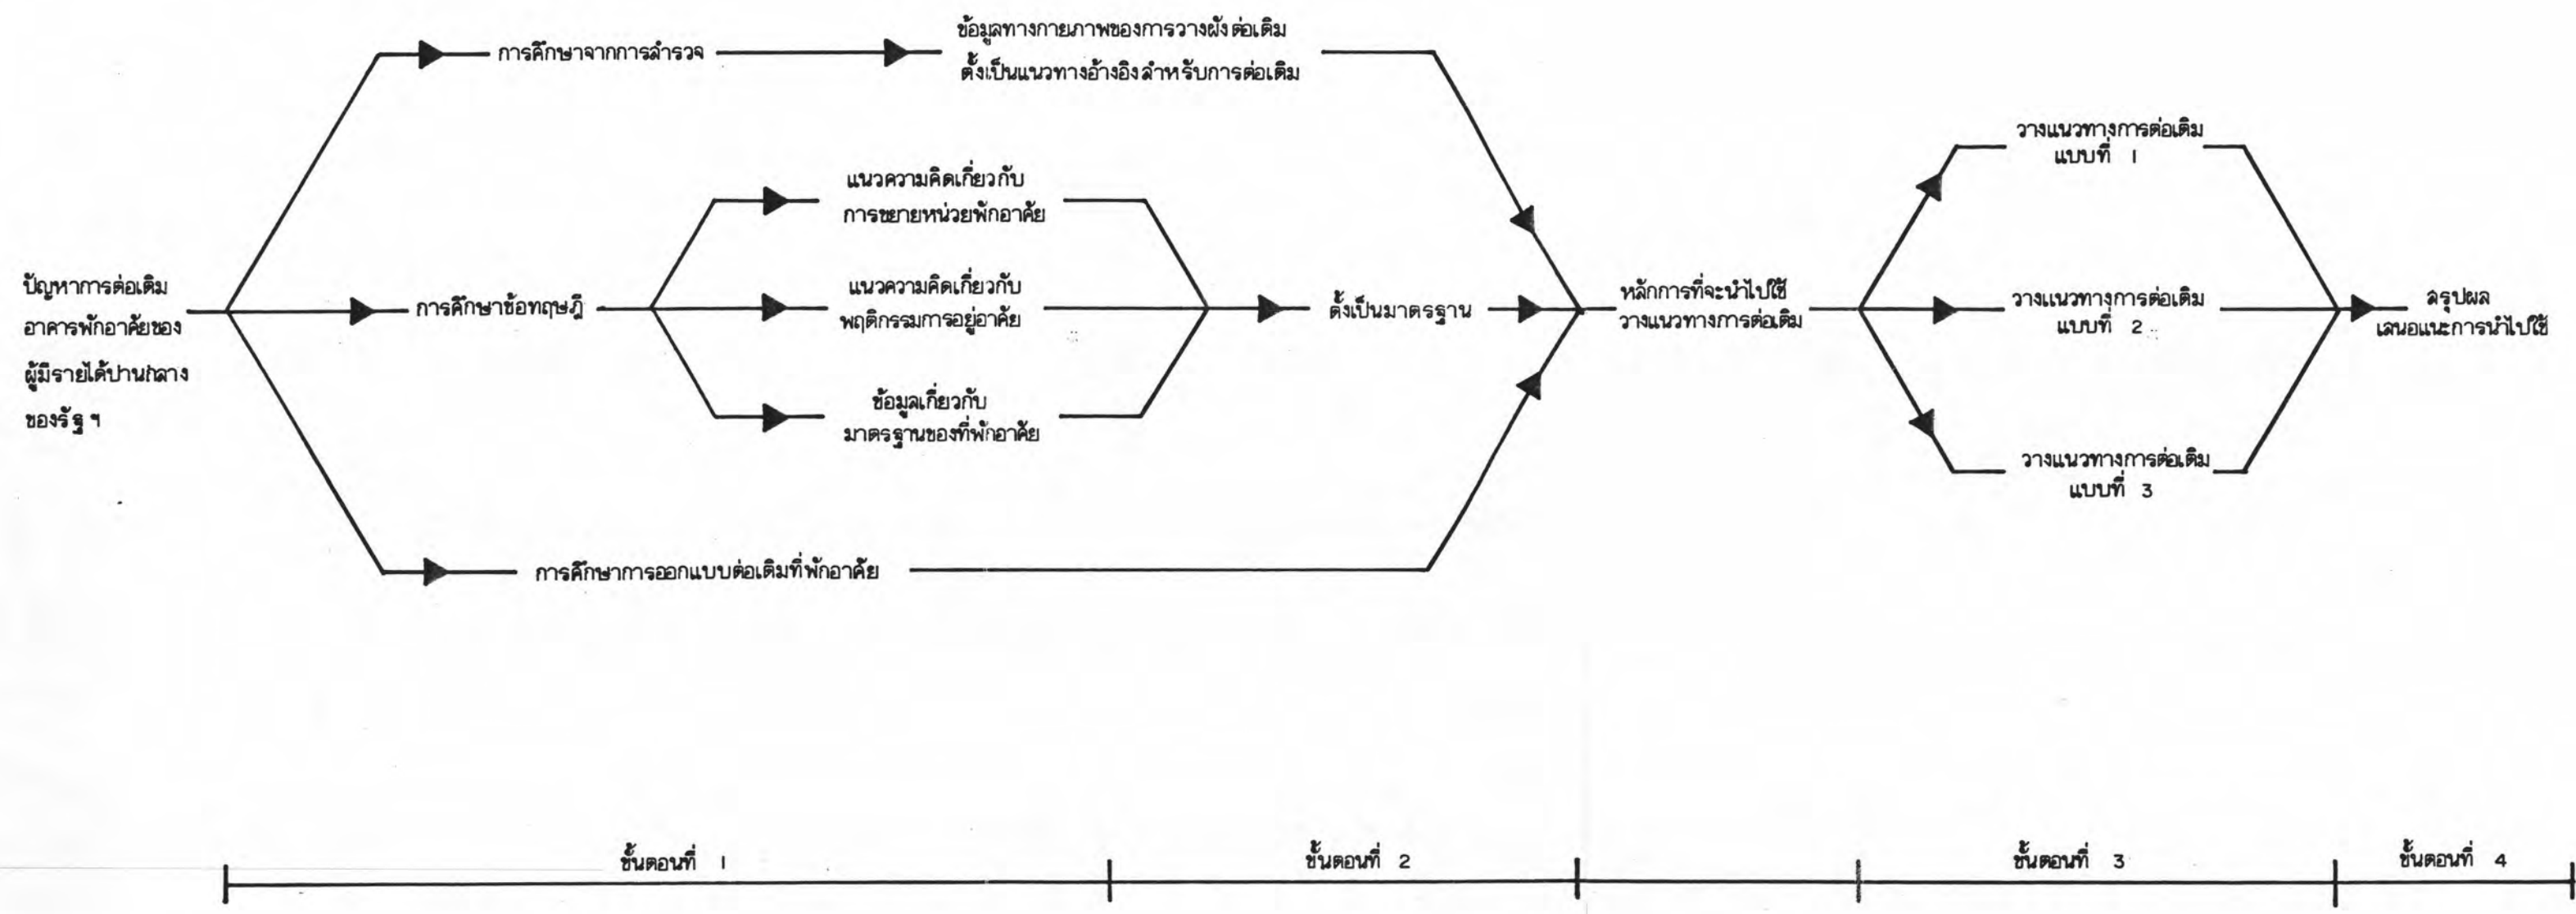 ปัญหาการต่อเติม
อาคารพักอาศัยของ
ผู้มีรายได้ปานกลาง
ของรัฐฯ
การศึกษาจากการสำรวจ
ข้อมูลทางกายภาพของการวางผังต่อเติม
ตั้งเป็นแนวทางอ้างอิงสำหรับการต่อเติม
การศึกษาข้อทฤษฎี
แนวความคิดเกี่ยวกับ
การขยายหน่วยพักอาศัย
แนวความคิดเกี่ยวกับ
พฤติกรรมการอยู่อาศัย
ข้อมูลเกี่ยวกับ
มาตรฐานของที่พักอาศัย
ตั้งเป็นมาตรฐาน
การศึกษาการออกแบบต่อเติมที่พักอาศัย
หลักการที่จะนำไปใช้
วางแนวทางการต่อเติม
วางแนวทางการต่อเติม
แบบที่ 1
วางแนวทางการต่อเติม
แบบที่ 2
วางแนวทางการต่อเติม
แบบที่ 3
สรุปผล
เสนอแนะการนำไปใช้
ขั้นตอนที่ 1
ขั้นตอนที่ 2
ขั้นตอนที่ 3
ขั้นตอนที่ 4